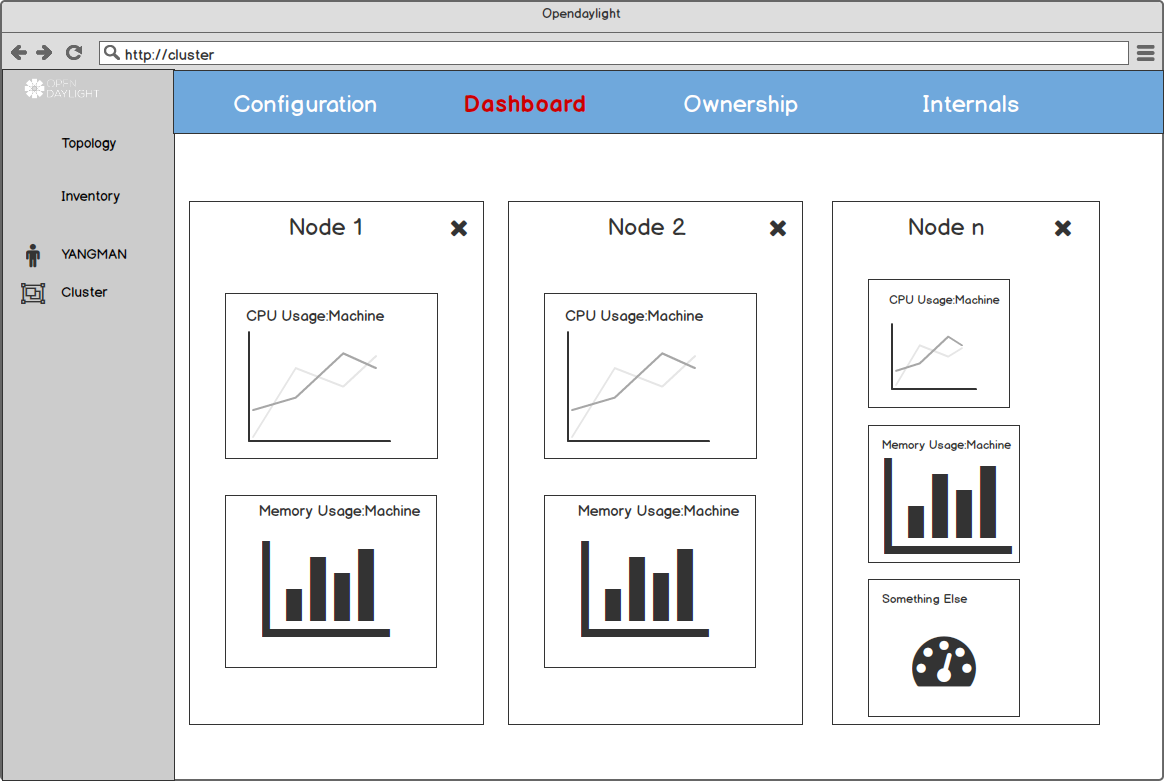 Opendaylight
http://cluster
OPEN
DAYLIGHT
Configuration
Dashboard
Ownership
Internals
Topology
Inventory
YANGMAN
Cluster
Node 1
CPU Usage:Machine
Memory Usage:Machine
Node 2
CPU Usage:Machine
Memory Usage:Machine
Node n
CPU Usage:Machine
Memory Usage:Machine
Something Else